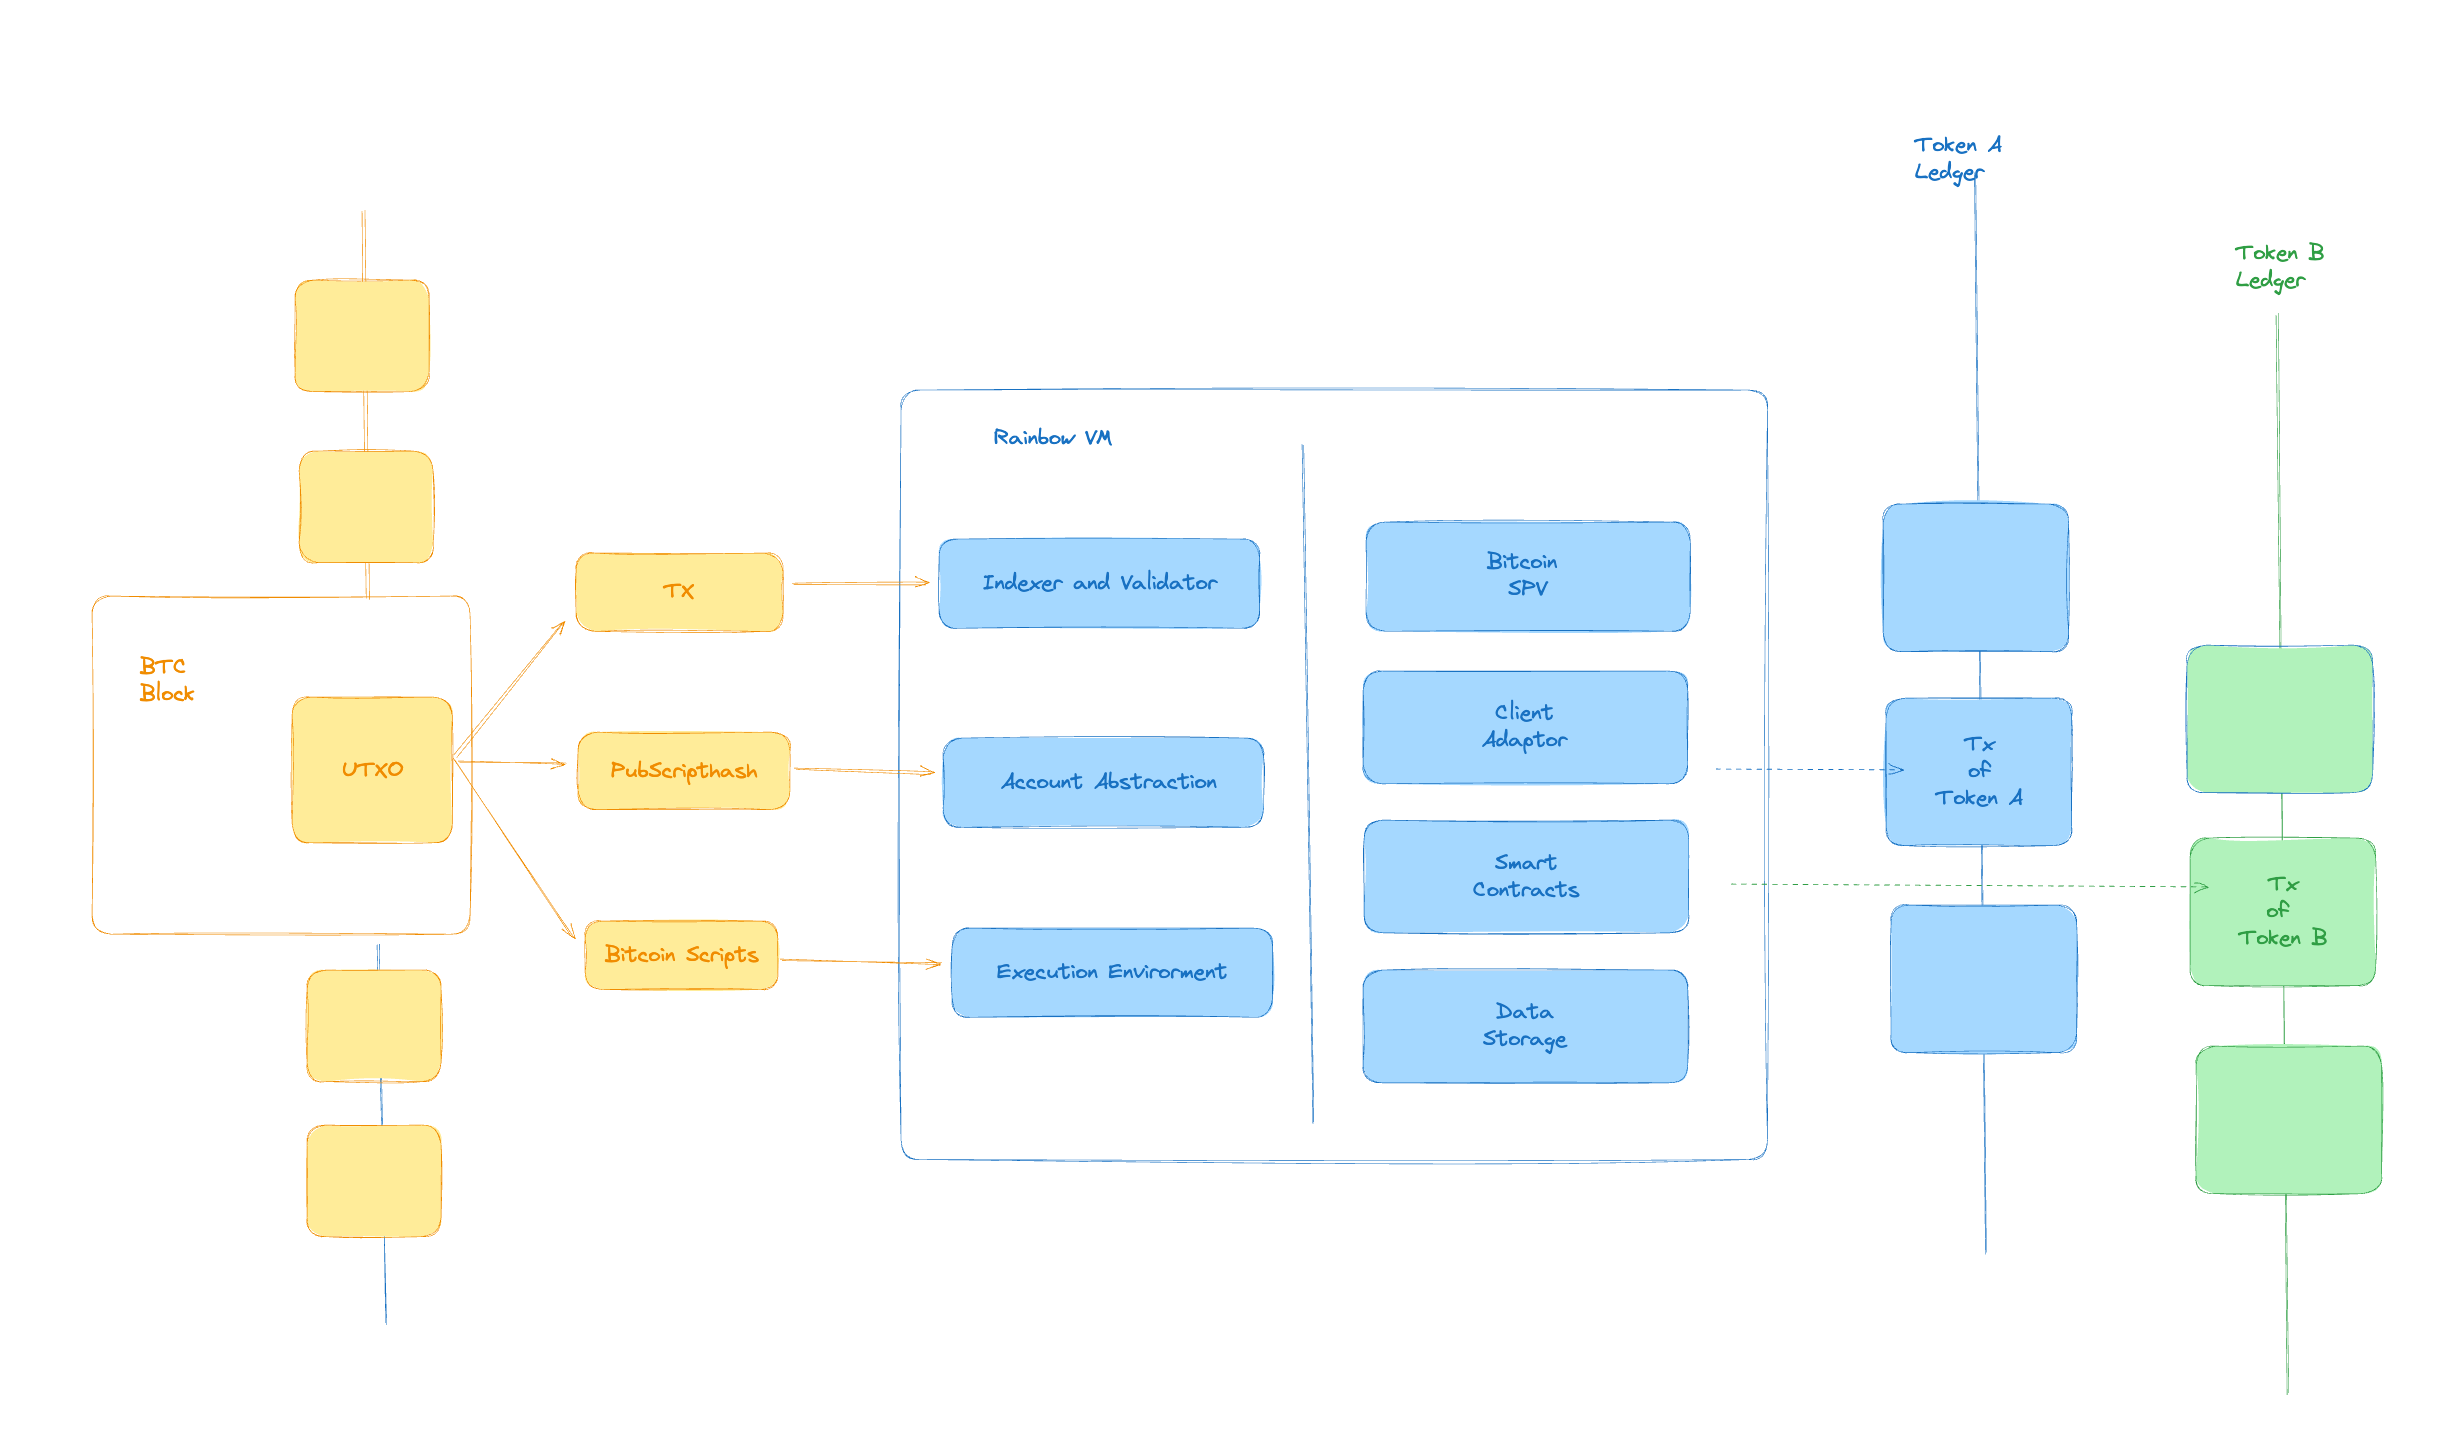 Token A
Ledger
Token B
Ledger
Rainbow VM
BTC
Block
UTXO
TX
PubScripthash
Bitcoin Scripts
Indexer and Validator
Account Abstraction
Execution Envirorment
Bitcoin
SPV
Client
Adaptor
Smart
Contracts
Data
Storage
Tx
of
Token A
Tx
of
Token B